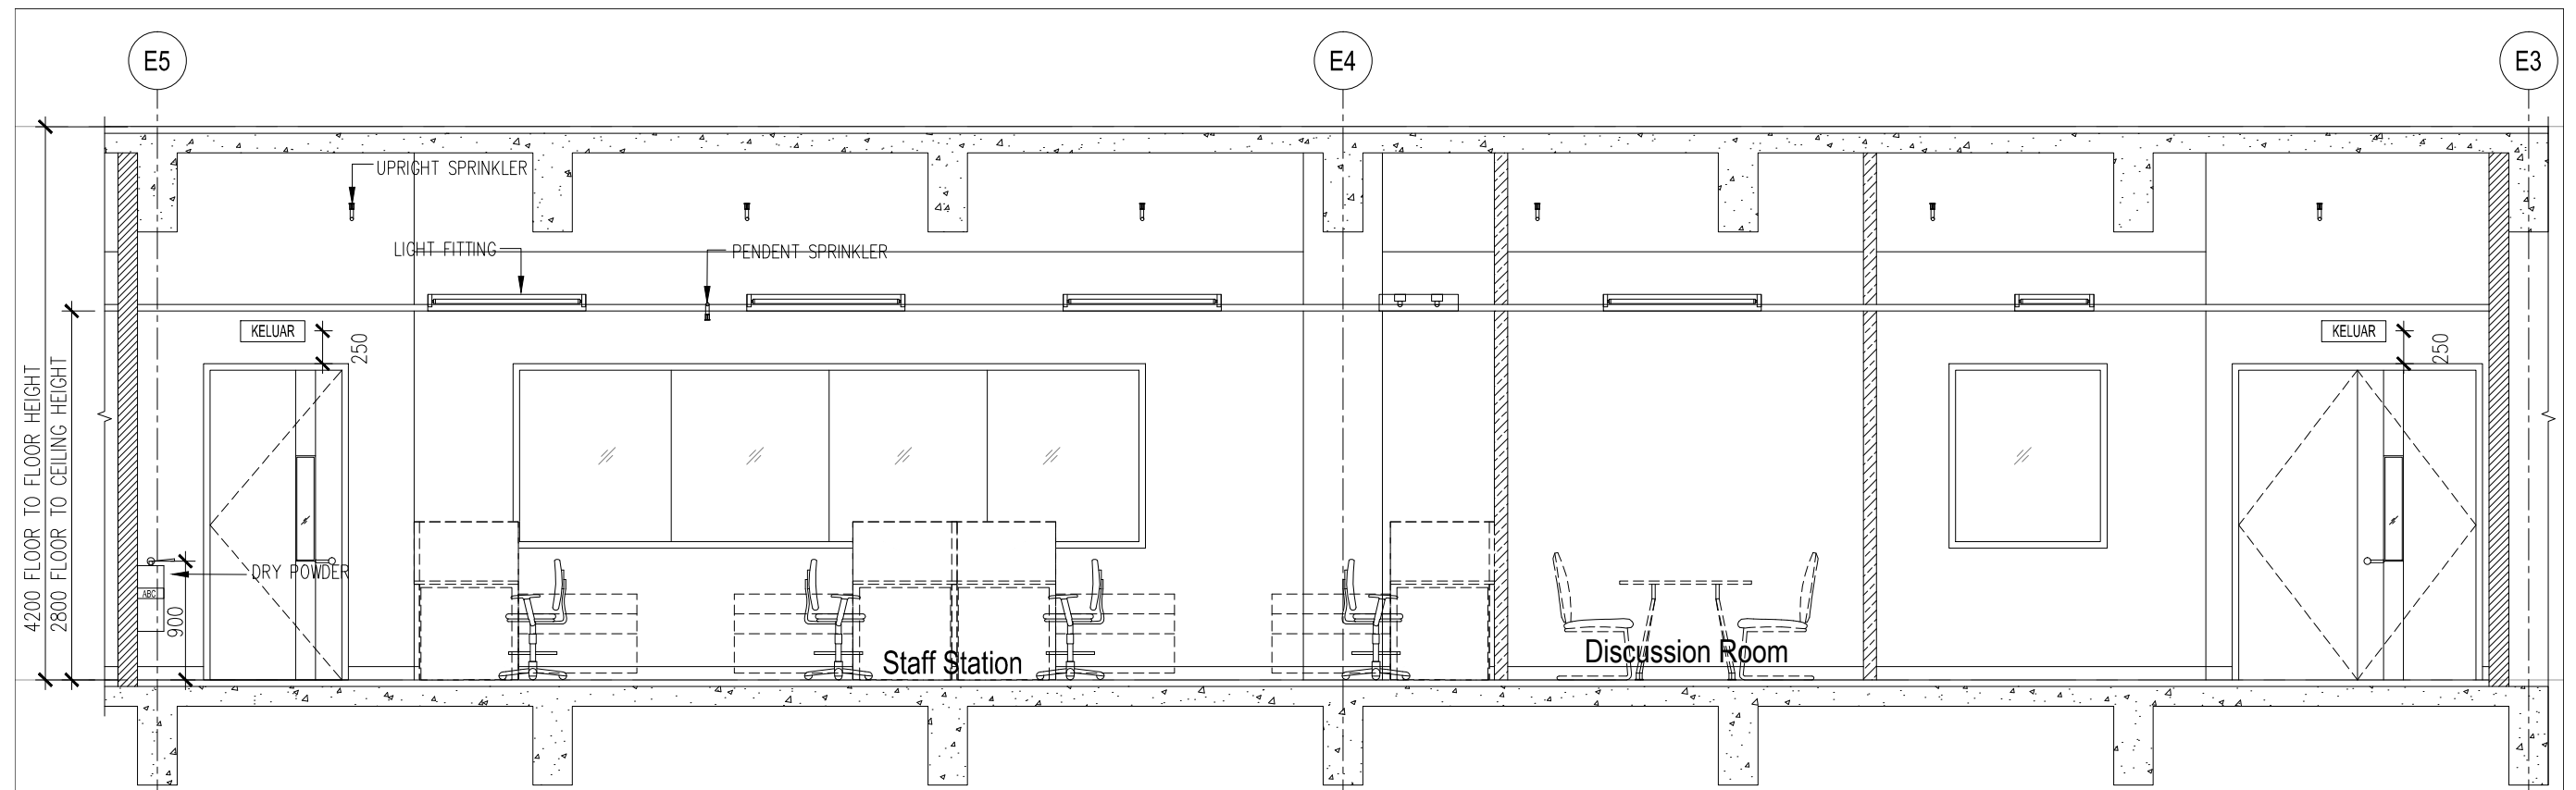 E5
E4
E3
UPRIGHT SPRINKLER
LIGHT FITTING
PENDENT SPRINKLER
KELUAR
250
KELUAR
250
4200 FLOOR TO FLOOR HEIGHT
2800 FLOOR TO CEILING HEIGHT
DRY POWDER
ABC
900
Staff Station
Discussion Room